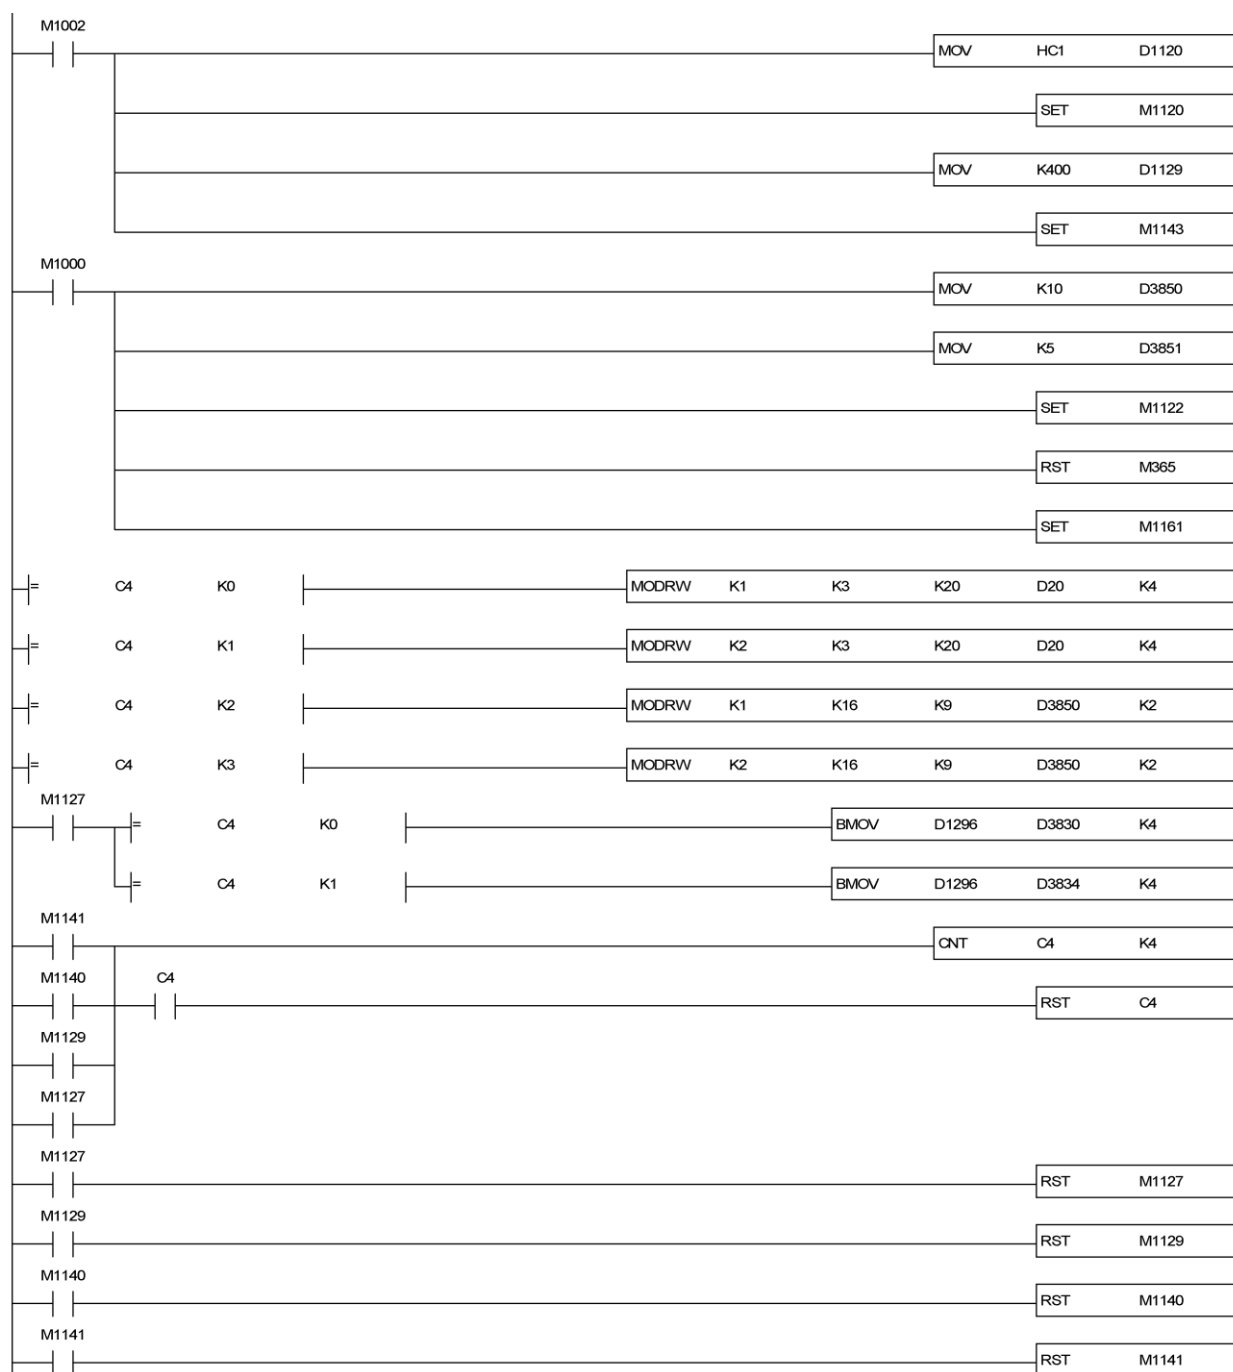 M1002
MOV HC1 D1120
SET M1120
MOV K400 D1129
SET M1143
M1000
MOV K10 D3850
MOV K5 D3851
SET M1122
RST M365
SET M1161
= C4 K0 MODRW K1 K3 K20 D20 K4
= C4 K1 MODRW K2 K3 K20 D20 K4
= C4 K2 MODRW K1 K16 K9 D3850 K2
= C4 K3 MODRW K2 K16 K9 D3850 K2
M1127
= C4 K0 BMOV D1296 D3830 K4
= C4 K1 BMOV D1296 D3834 K4
M1141
CNT C4 K4
M1140 C4
RST C4
M1129
M1127
M1127
RST M1127
M1129
RST M1129
M1140
RST M1140
M1141
RST M1141